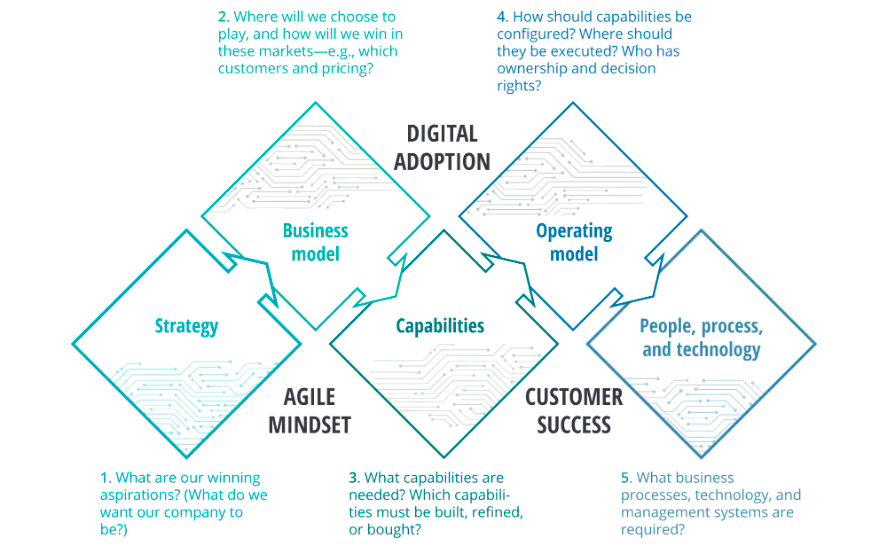 2. Where will we choose to
play, and how will we win in
these markets—e.g., which
customers and pricing?
4. How should capabilities be
configured? Where should
they be executed? Who has
ownership and decision
rights?
DIGITAL
ADOPTION
Business
model
Operating
model
Strategy
Capabilities
People, process,
and technology
AGILE
MINDSET
CUSTOMER
SUCCESS
1. What are our winning
aspirations? (What do we
want our company to
be?)
3. What capabilities are
needed? Which capabili-
ties must be built, refined,
or bought?
5. What business
processes, technology, and
management systems are
required?